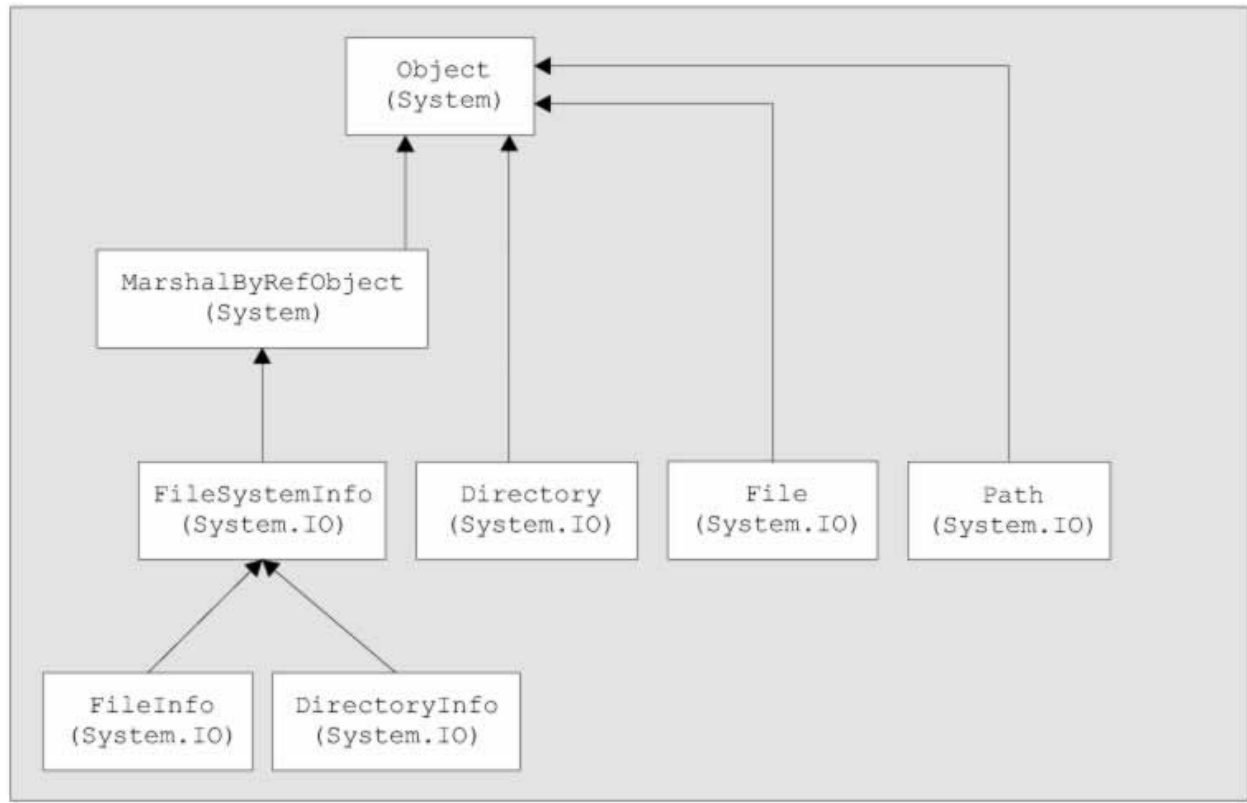 Object
(System)
MarshalByRefObject
(System)
FileSystemInfo
(System.IO)
Directory
(System.IO)
File
(System.IO)
Path
(System.IO)
FileInfo
(System.IO)
DirectoryInfo
(System.IO)